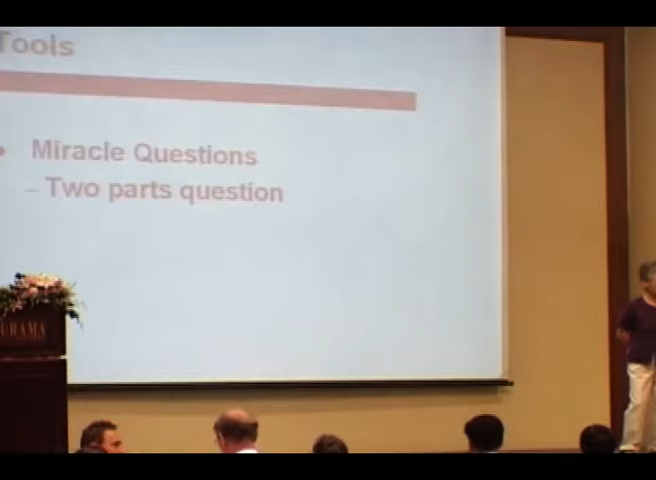 Tools
• Miracle Questions
– Two parts question
URAMA